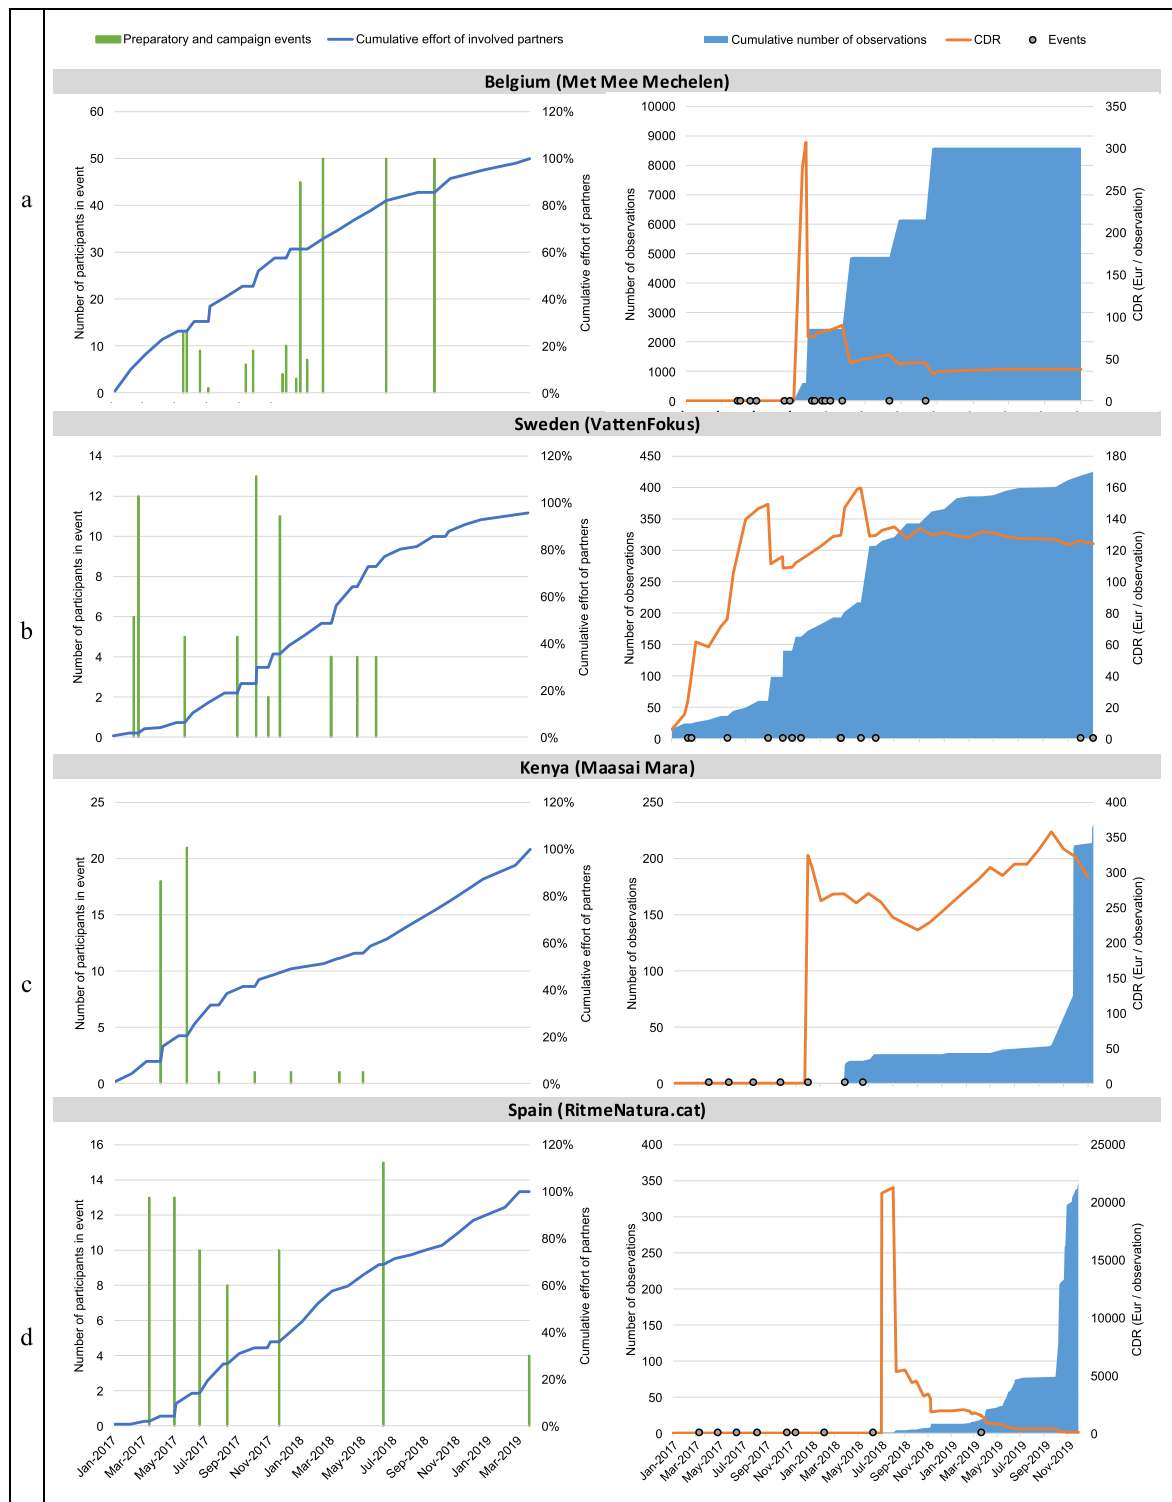 Preparatory and campaign events Cumulative effort of involved partners Cumulative number of observations CDR Events
a
Belgium (Met Mee Mechelen)
60
50
40
30
20
10
0
Number of participants in event
120%
100%
80%
60%
40%
20%
0%
Cumulative effort of partners
10000
9000
8000
7000
6000
5000
4000
3000
2000
1000
0
Number of observations
350
300
250
200
150
100
50
0
CDR (Eur / observation)
b
Sweden (VattenFokus)
14
12
10
8
6
4
2
0
Number of participants in event
120%
100%
80%
60%
40%
20%
0%
Cumulative effort of partners
450
400
350
300
250
200
150
100
50
0
Number of observations
180
160
140
120
100
80
60
40
20
0
CDR (Eur / observation)
c
Kenya (Maasai Mara)
25
20
15
10
5
0
Number of participants in event
120%
100%
80%
60%
40%
20%
0%
Cumulative effort of partners
250
200
150
100
50
0
Number of observations
400
350
300
250
200
150
100
50
0
CDR (Eur / observation)
d
Spain (RitmeNatura.cat)
16
14
12
10
8
6
4
2
0
Number of participants in event
120%
100%
80%
60%
40%
20%
0%
Cumulative effort of partners
Jan-2017
Mar-2017
May-2017
Jul-2017
Sep-2017
Nov-2017
Jan-2018
Mar-2018
May-2018
Jul-2018
Sep-2018
Nov-2018
Jan-2019
Mar-2019
400
350
300
250
200
150
100
50
0
Number of observations
25000
20000
15000
10000
5000
0
CDR (Eur / observation)
Jan-2017
Mar-2017
May-2017
Jul-2017
Sep-2017
Nov-2017
Jan-2018
Mar-2018
May-2018
Jul-2018
Sep-2018
Nov-2018
Jan-2019
Mar-2019
May-2019
Jul-2019
Sep-2019
Nov-2019